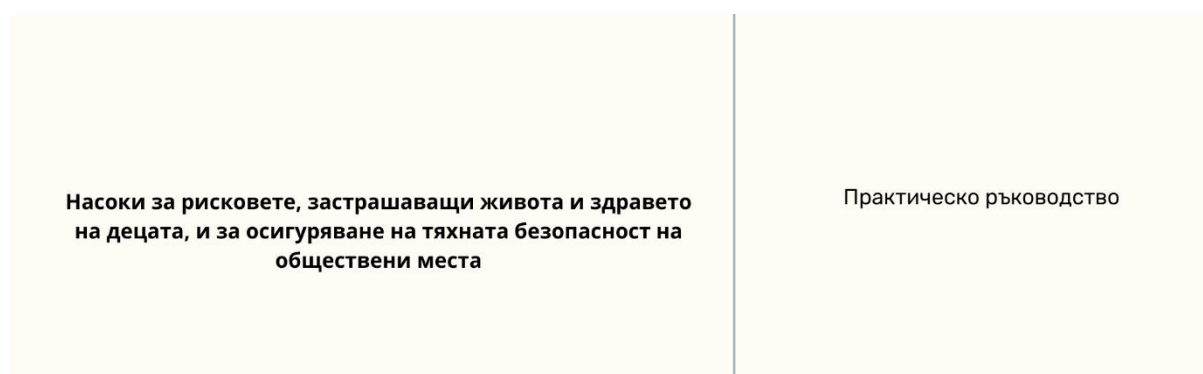 Насоки за рисковете, застрашаващи живота и здравето
на децата, и за осигуряване на тяхната безопасност на
обществени места
Практическо ръководство